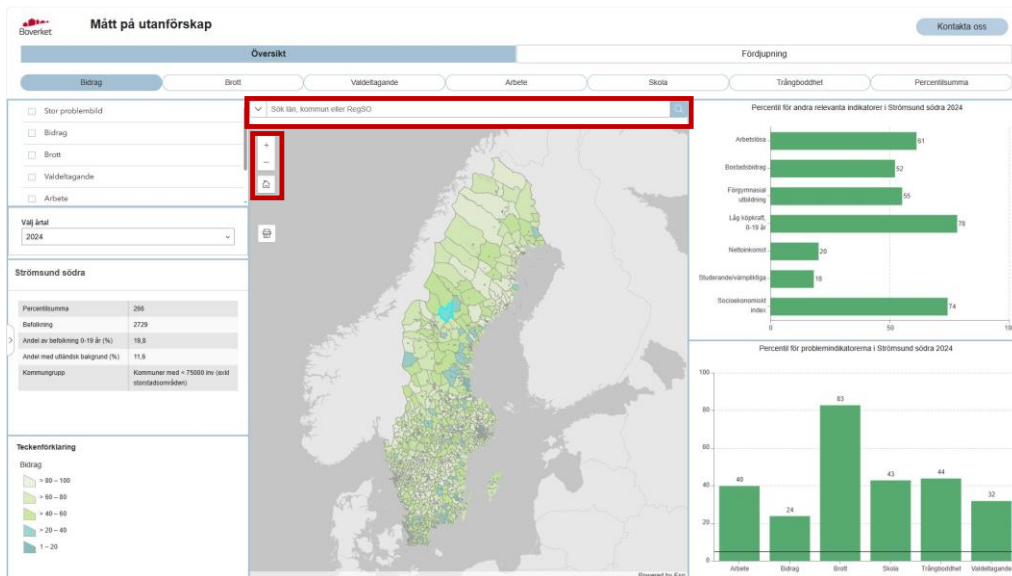 Boverket
Mått på utanförskap
Kontakta oss
Översikt
Fördjupning
Bidrag
Brott
Valdeltagande
Arbete
Skola
Trångboddhet
Percentilsumma
Stor problembild
Bidrag
Brott
Valdeltagande
Arbete
Välj årtal
2024
Strömsund södra
Percentilsumma 266
Befolkning 2729
Andel av befolkning 0-19 år (%) 19,8
Andel med utländsk bakgrund (%) 11,6
Kommungrupp Kommuner med < 75000 inv (exkl
storstadsområden)
Teckenförklaring
Bidrag
> 80 – 100
> 60 – 80
> 40 – 60
> 20 – 40
1 – 20
Sök län, kommun eller RegSO
+
−
Powered by Esri
Percentil för andra relevanta indikatorer i Strömsund södra 2024
Arbetslösa 61
Bostadsbidrag 52
Förgymnasial
utbildning 55
Låg köpkraft,
0-19 år 78
Nettoinkomst 20
Studerande/värnpliktiga 18
Socioekonomiskt
index 74
0 50 100
Percentil för problemindikatorerna i Strömsund södra 2024
100
80
60
40
20
0
40
24
83
43
44
32
Arbete Bidrag Brott Skola Trångboddhet Valdeltagande